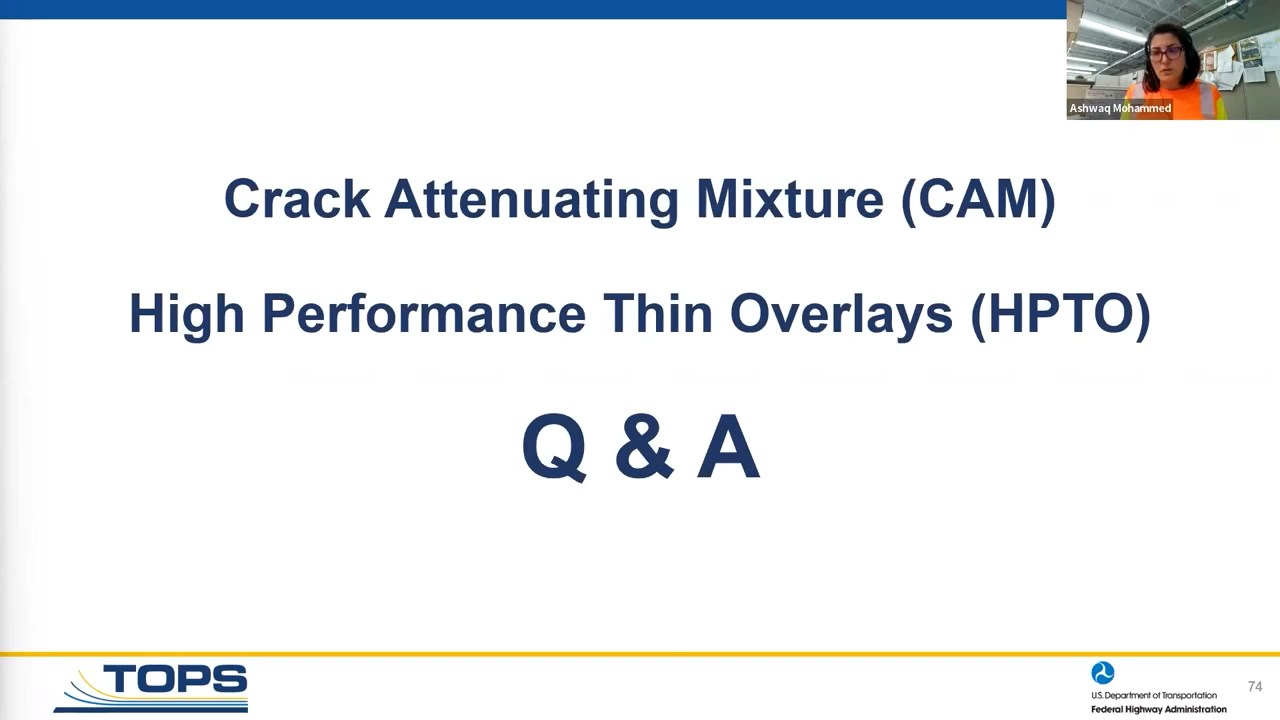 Ashwaq Mohammed
Crack Attenuating Mixture (CAM)
High Performance Thin Overlays (HPTO)
Q & A
TOPS
U.S. Department of Transportation
Federal Highway Administration
74